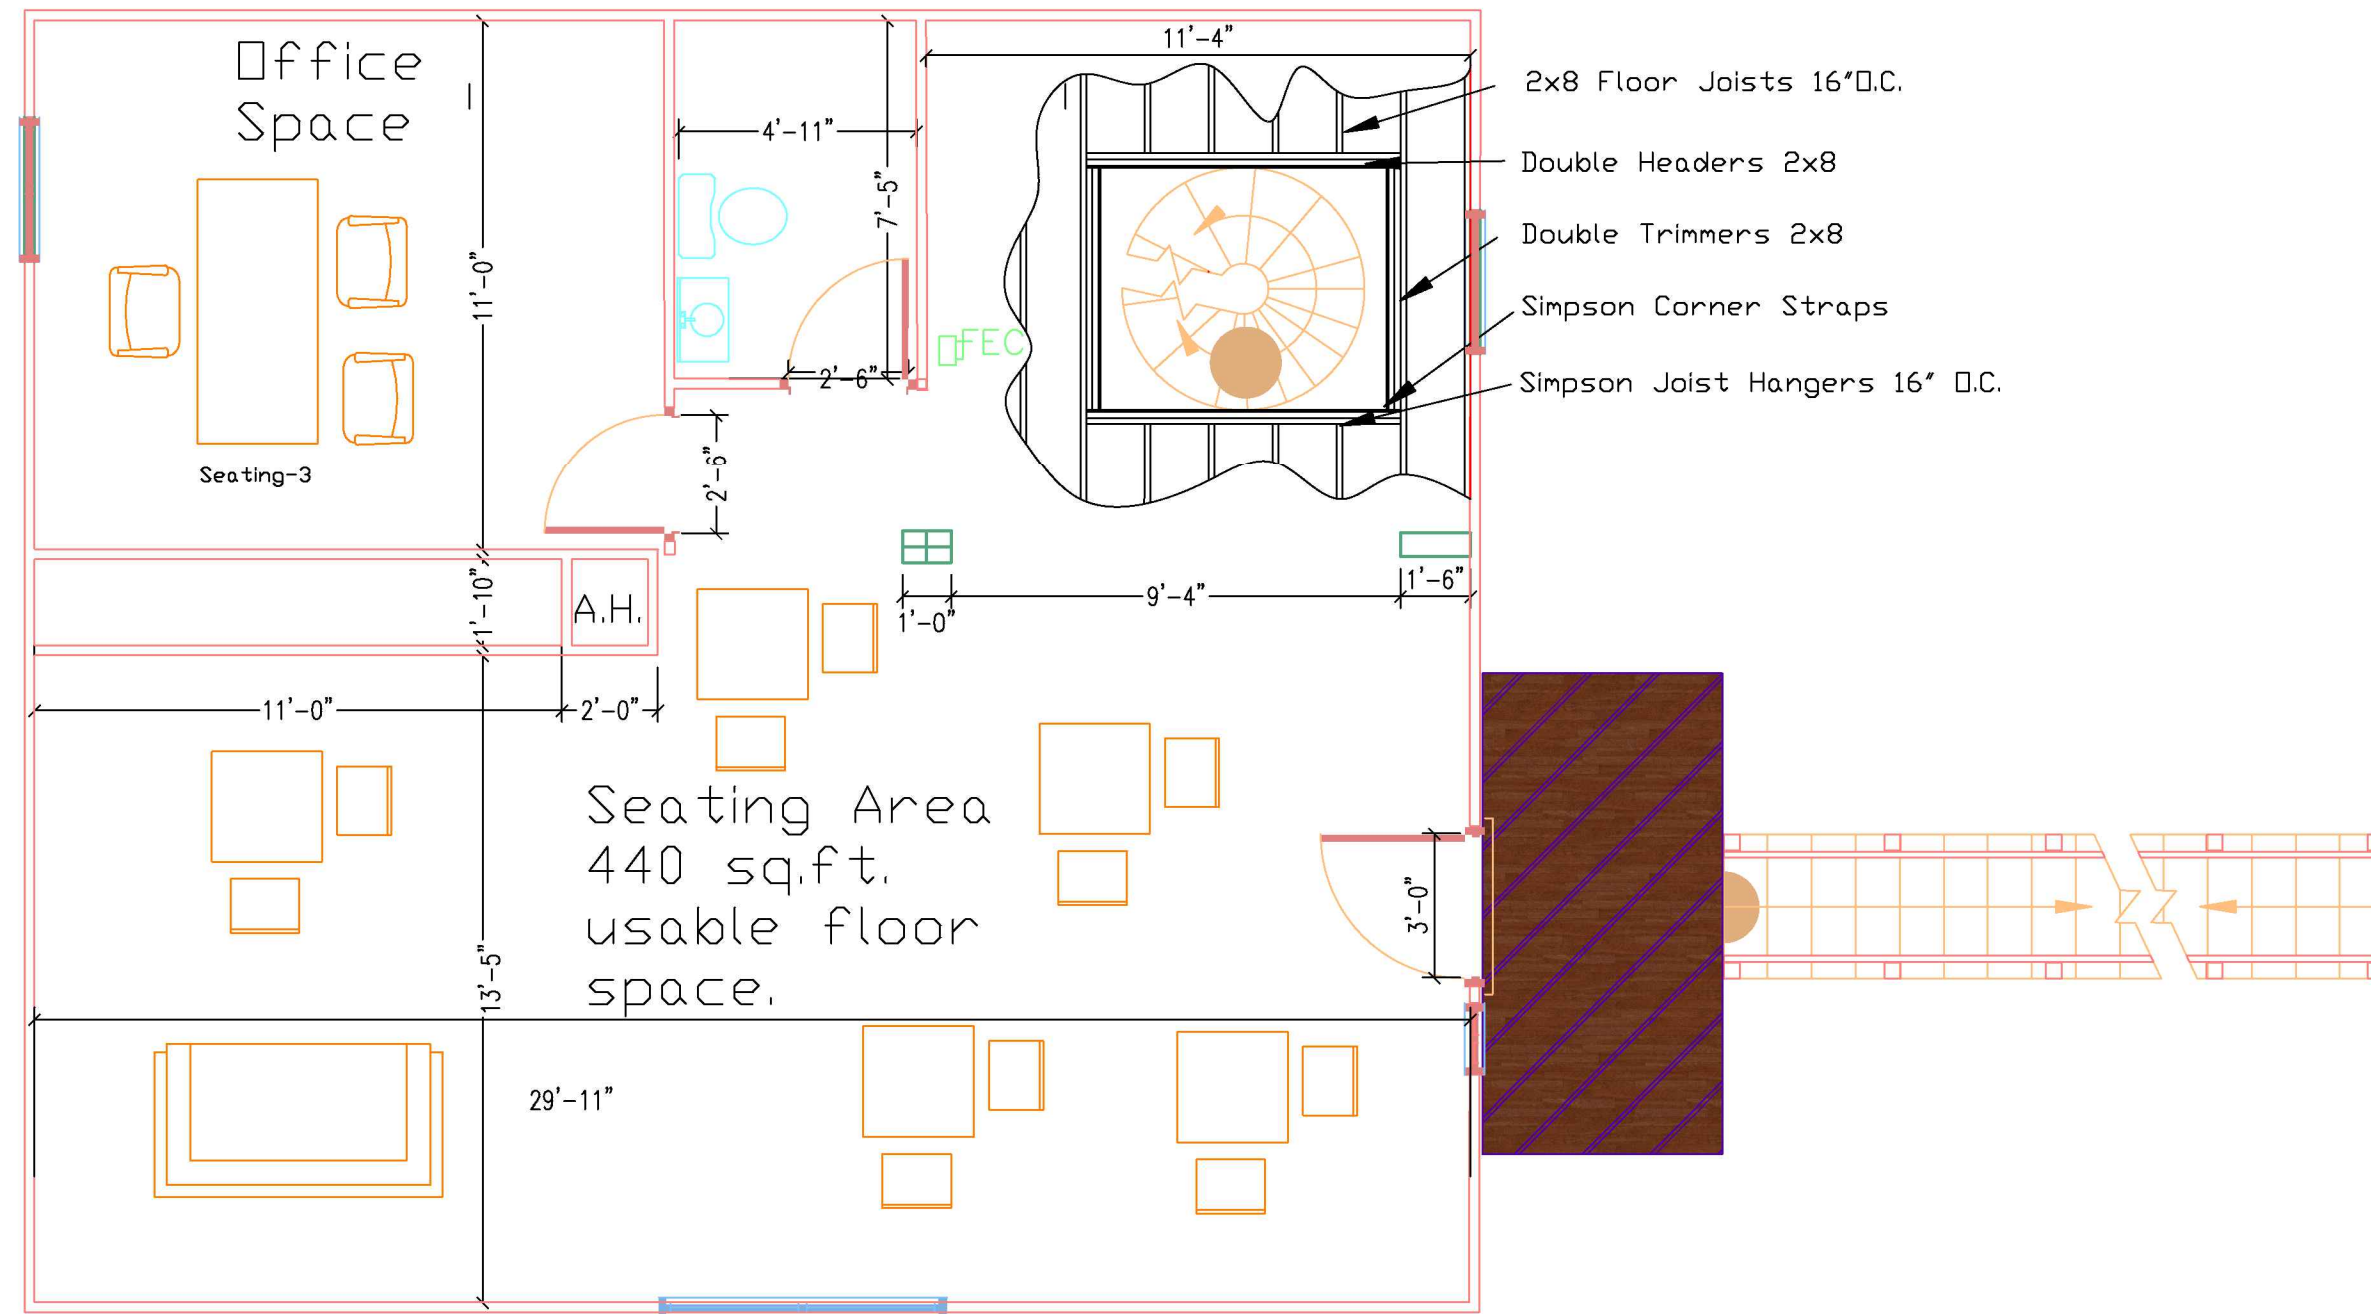 Office
Space
11'-4"
2x8 Floor Joists 16"O.C.
4'-11"
Double Headers 2x8
7'-5"
Double Trimmers 2x8
11'-0"
Simpson Corner Straps
FEC
2'-6"
Simpson Joist Hangers 16" O.C.
Seating-3
2'-6"
1'-10"
A.H.
9'-4"
1'-6"
1'-0"
11'-0"
2'-0"
Seating Area
440 sq.ft.
usable floor
space.
3'-0"
13'-5"
29'-11"